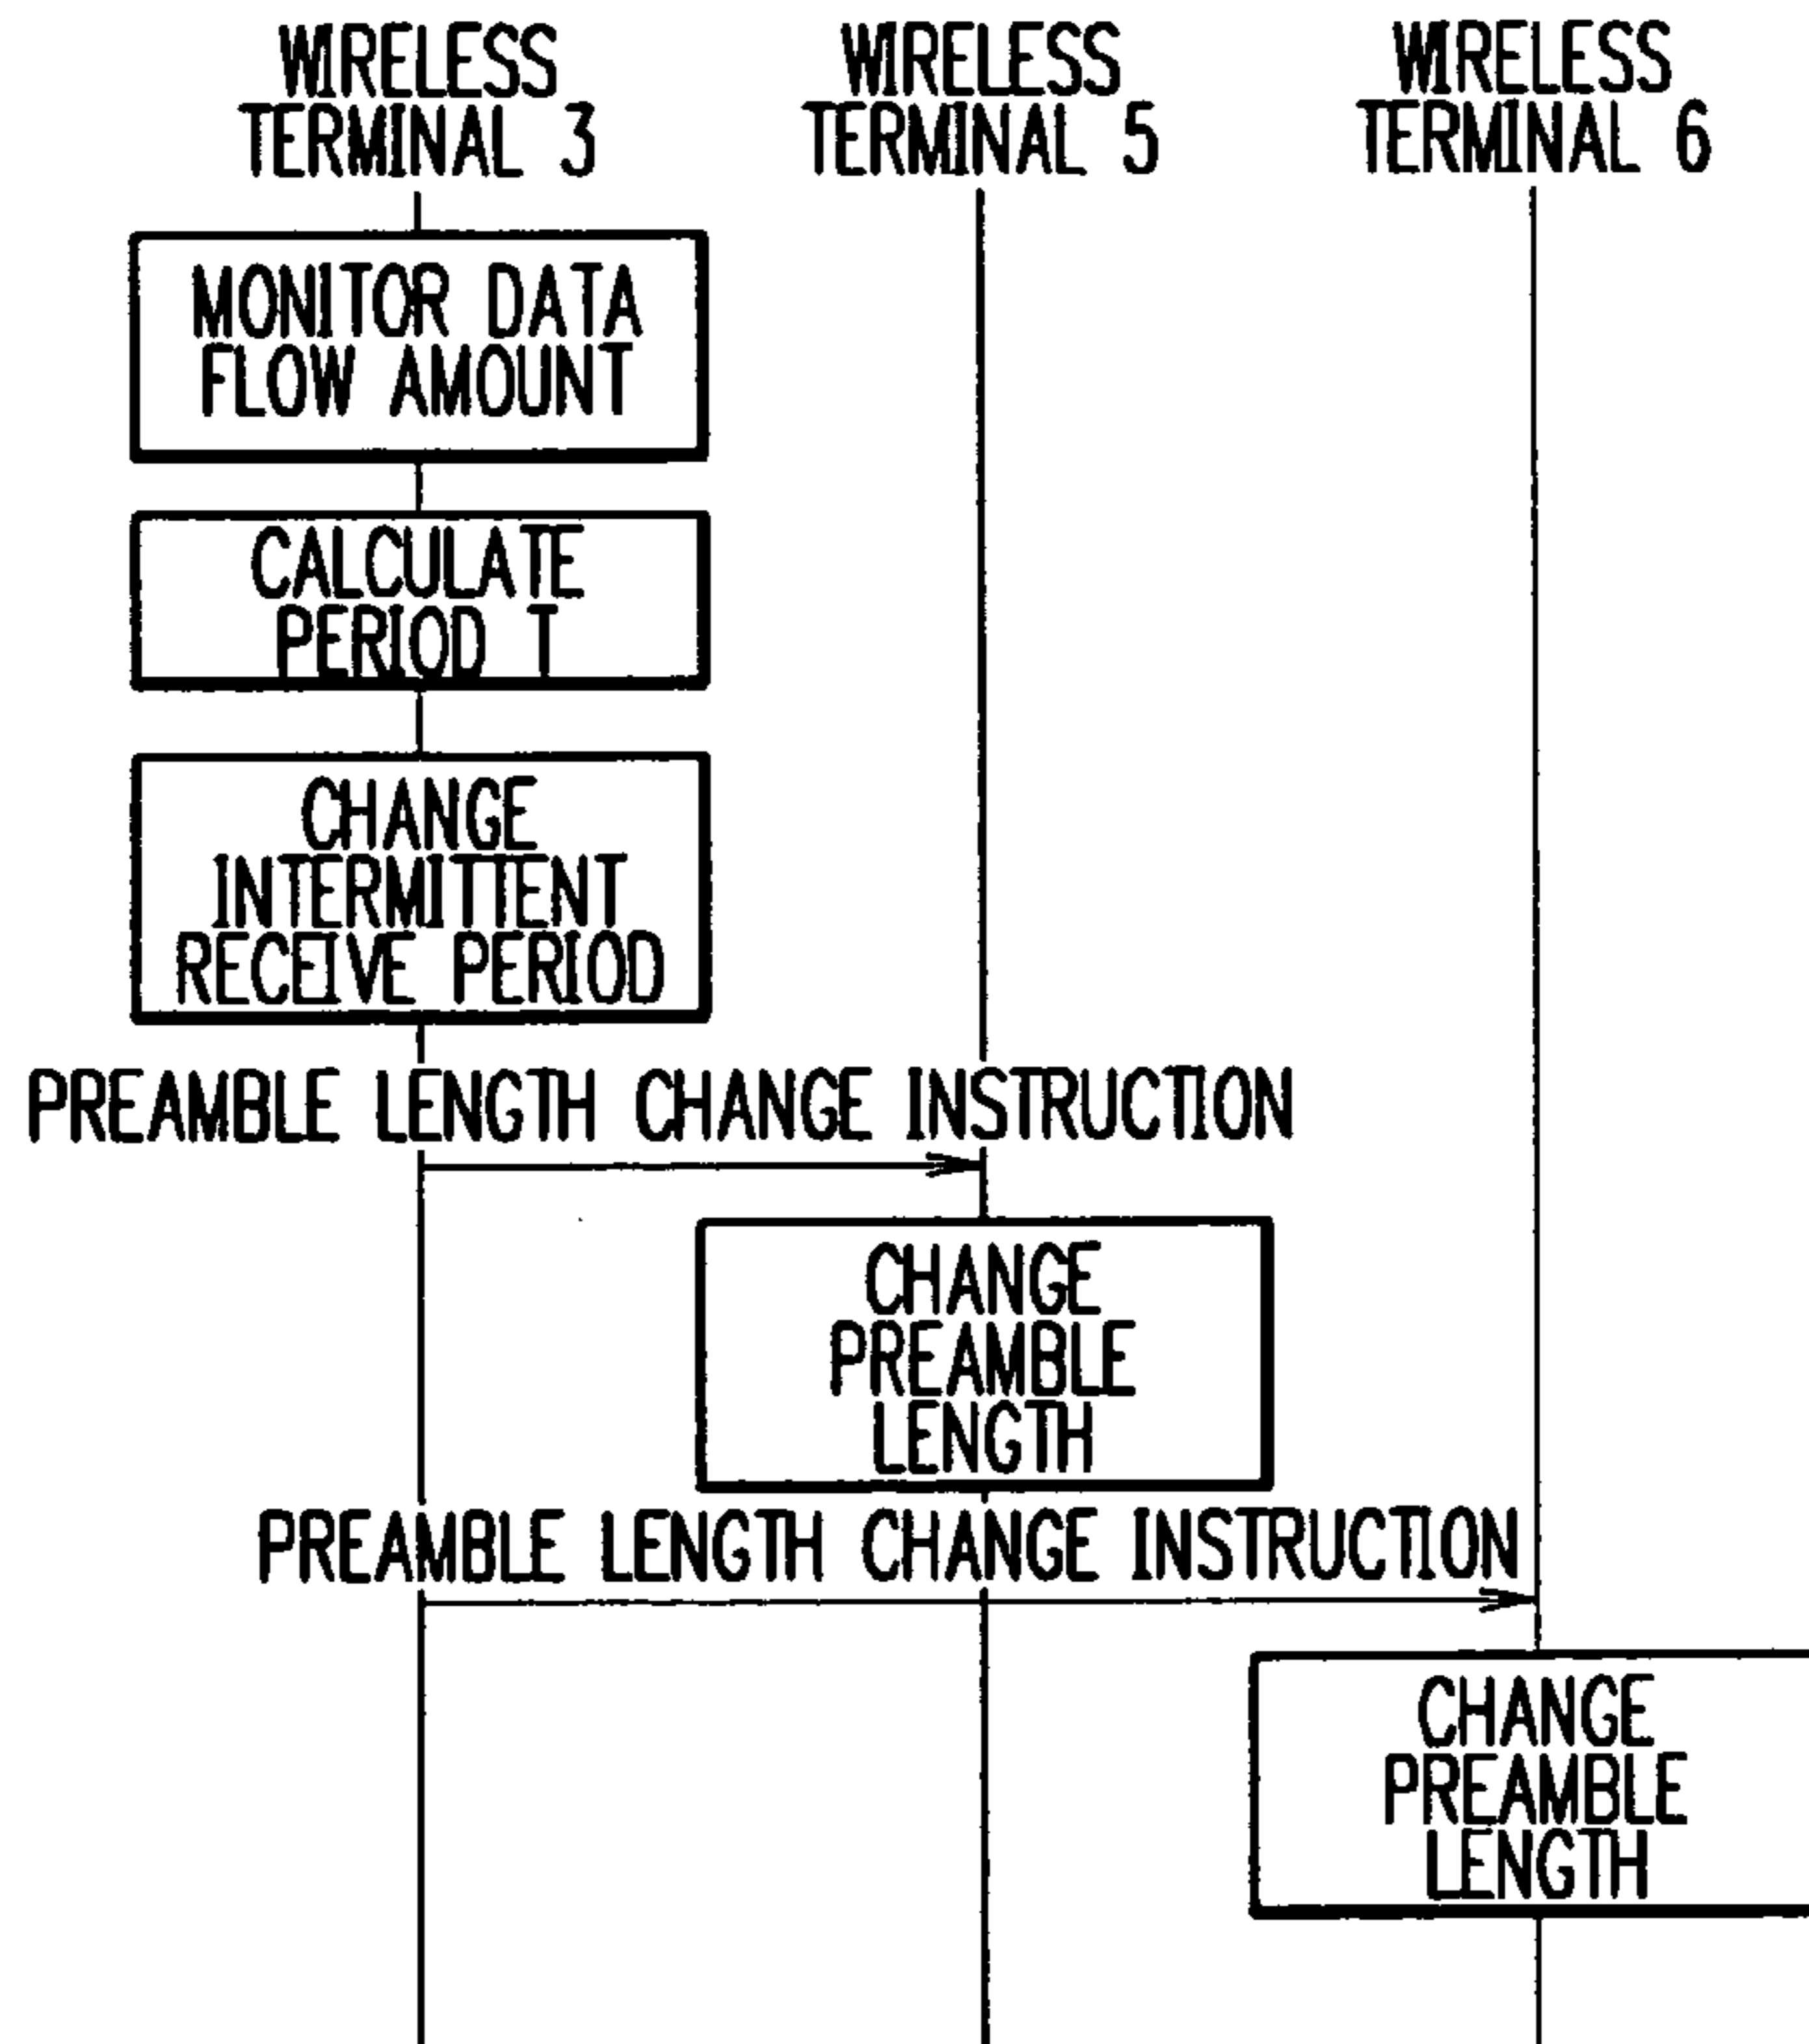 WIRELESS
TERMINAL 3
WIRELESS
TERMINAL 5
WIRELESS
TERMINAL 6
MONITOR DATA
FLOW AMOUNT
CALCULATE
PERIOD T
CHANGE
INTERMITTENT
RECEIVE PERIOD
PREAMBLE LENGTH CHANGE INSTRUCTION
CHANGE
PREAMBLE
LENGTH
PREAMBLE LENGTH CHANGE INSTRUCTION
CHANGE
PREAMBLE
LENGTH